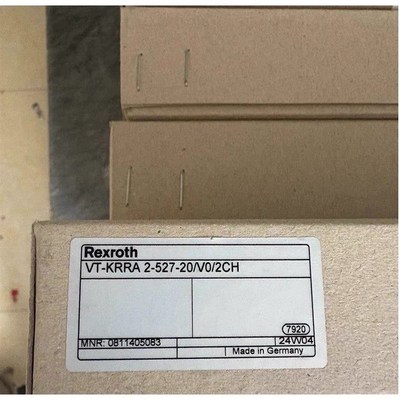 Rexroth
VT-KRRA 2-527-20/V0/2CH
7920
MNR: 0811405083
24W04
Made in Germany